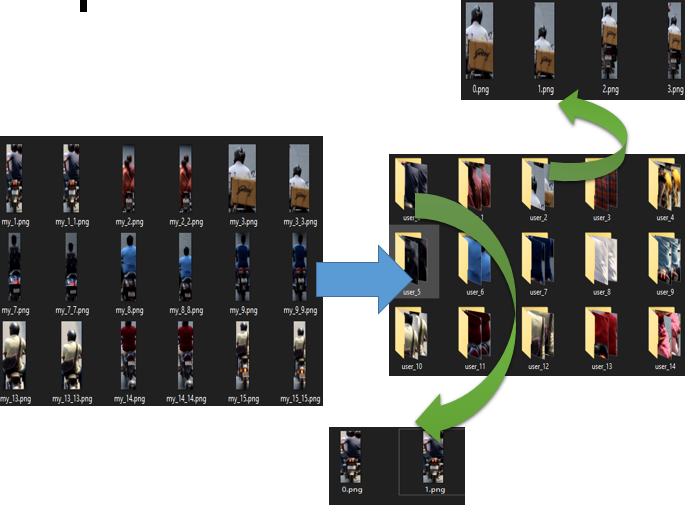 0.png 1.png 2.png 3.png
my_1.png my_1_1.png my_2.png my_2_2.png my_3.png my_3_3.png
user_ 1 user_2 user_3 user_4
my_7.png my_7_7.png my_8.png my_8_8.png my_9.png my_9_9.png
user_5 user_6 user_7 user_8 user_9
my_13.png my_13_13.png my_14.png my_14_14.png my_15.png my_15_15.png
user_10 user_11 user_12 user_13 user_14
0.png 1.png